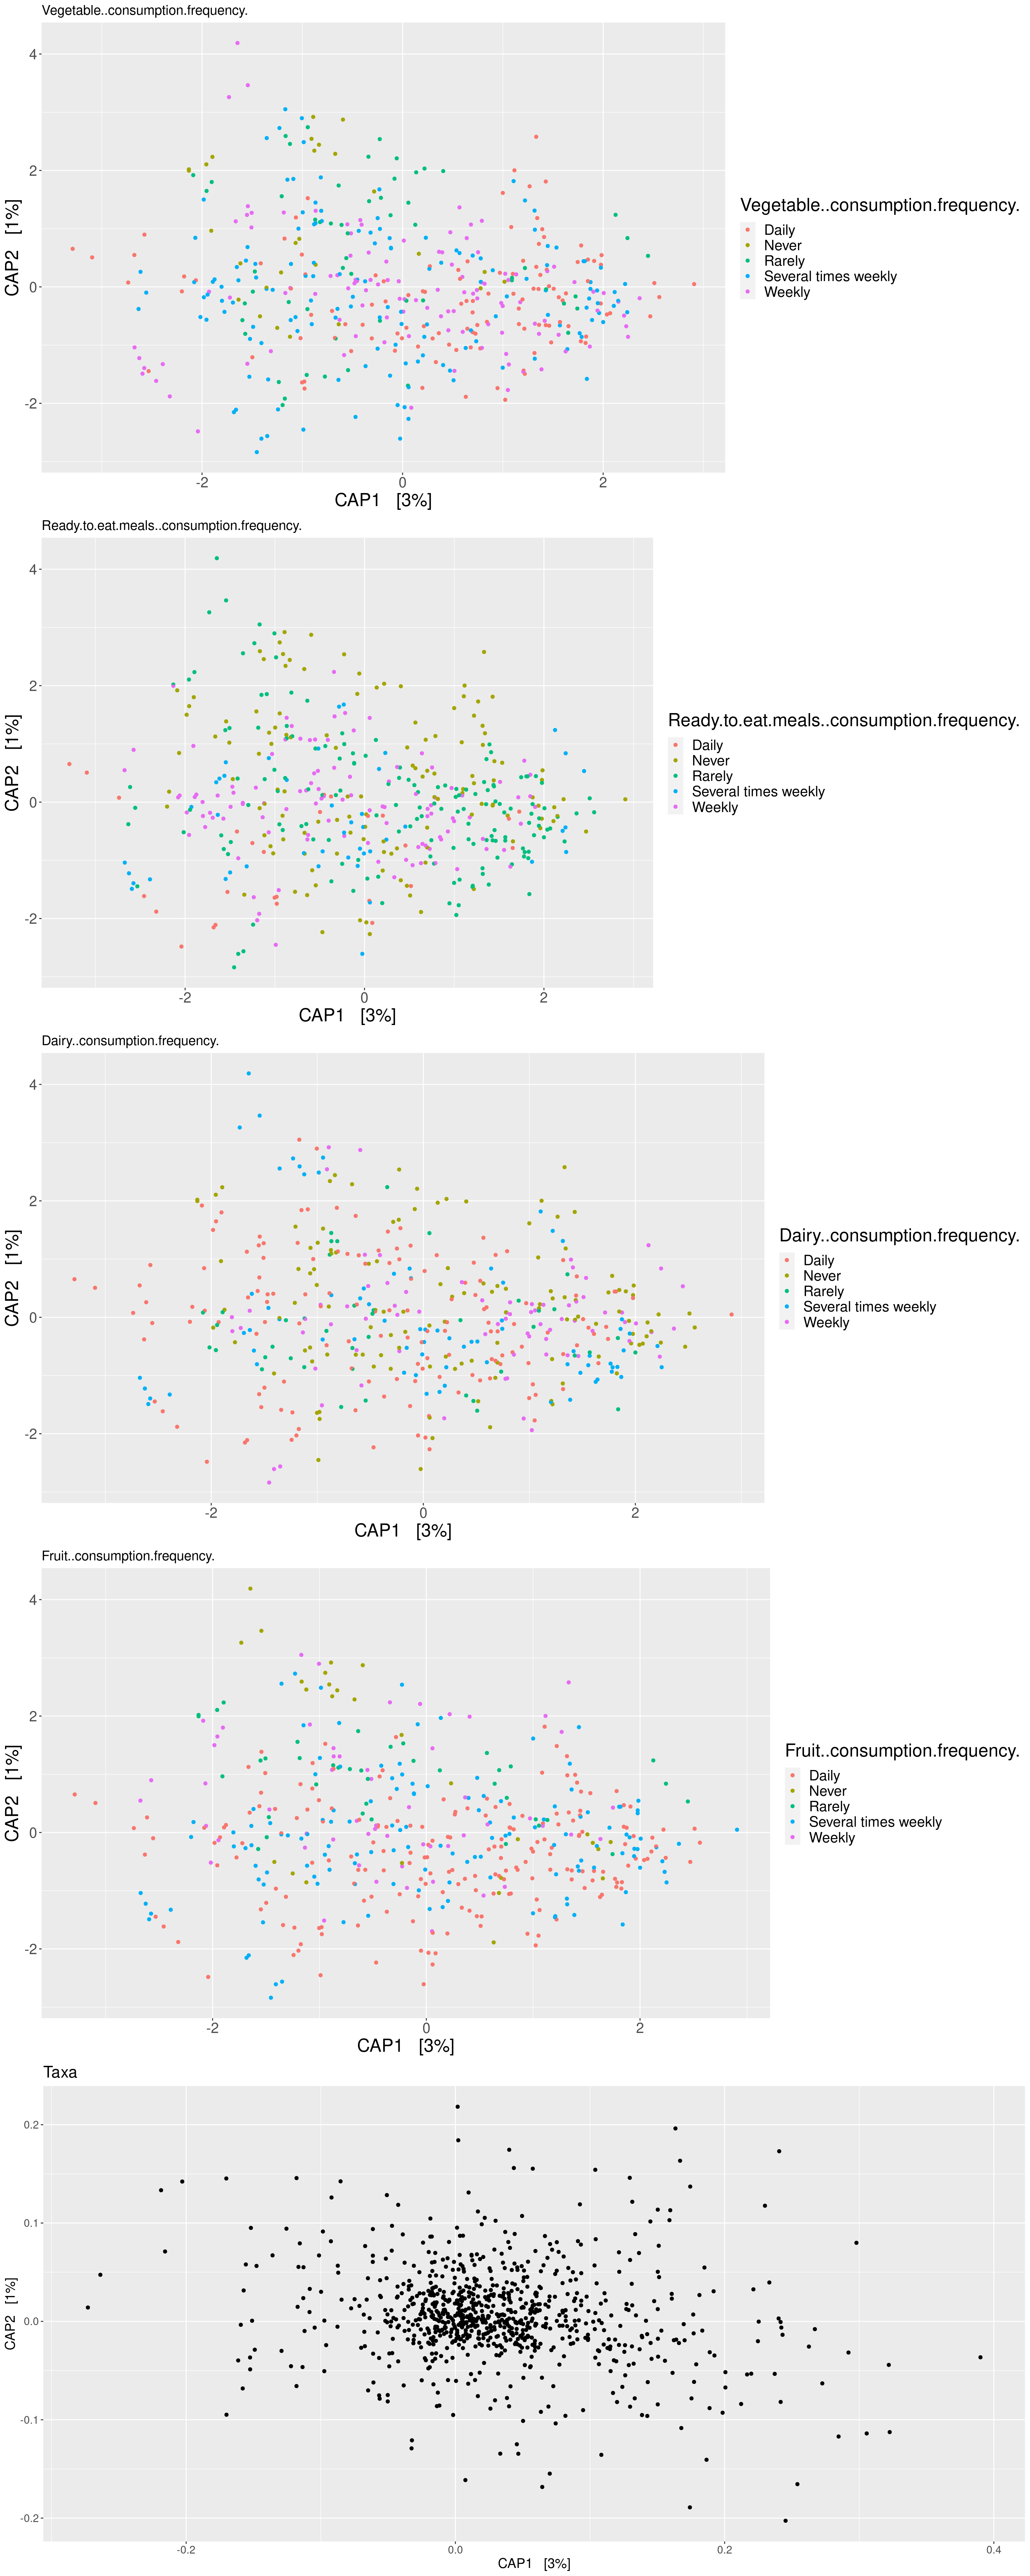 Vegetable..consumption.frequency.
4
2
0
-2
CAP2 [1%]
-2 0 2
CAP1 [3%]
Vegetable..consumption.frequency.
Daily
Never
Rarely
Several times weekly
Weekly
Ready.to.eat.meals..consumption.frequency.
4
2
0
-2
CAP2 [1%]
-2 0 2
CAP1 [3%]
Ready.to.eat.meals..consumption.frequency.
Daily
Never
Rarely
Several times weekly
Weekly
Dairy..consumption.frequency.
4
2
0
-2
CAP2 [1%]
-2 0 2
CAP1 [3%]
Dairy..consumption.frequency.
Daily
Never
Rarely
Several times weekly
Weekly
Fruit..consumption.frequency.
4
2
0
-2
CAP2 [1%]
-2 0 2
CAP1 [3%]
Fruit..consumption.frequency.
Daily
Never
Rarely
Several times weekly
Weekly
Taxa
0.2
0.1
0.0
-0.1
-0.2
CAP2 [1%]
-0.2 0.0 0.2 0.4
CAP1 [3%]